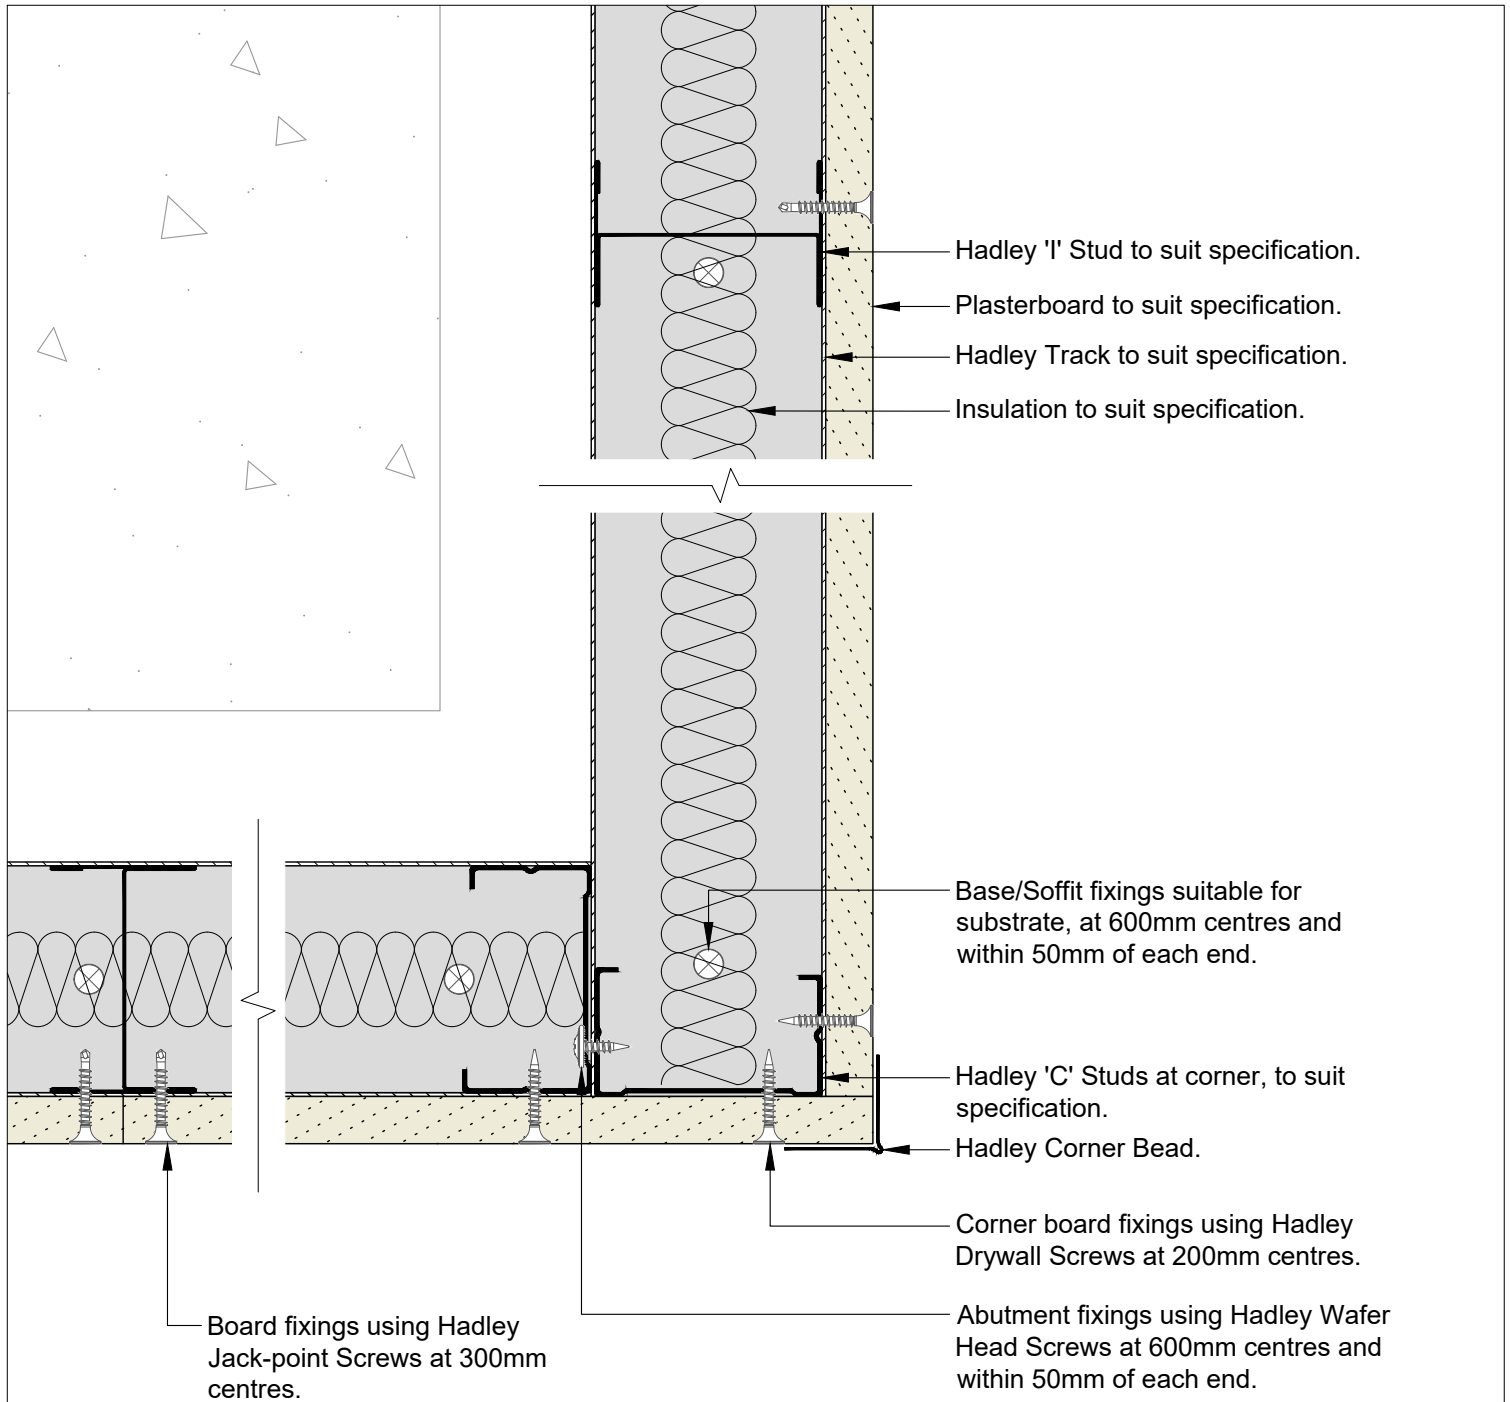 Hadley 'I' Stud to suit specification.
Plasterboard to suit specification.
Hadley Track to suit specification.
Insulation to suit specification.
Base/Soffit fixings suitable for
substrate, at 600mm centres and
within 50mm of each end.
Hadley 'C' Studs at corner, to suit
specification.
Hadley Corner Bead.
Corner board fixings using Hadley
Drywall Screws at 200mm centres.
Abutment fixings using Hadley Wafer
Head Screws at 600mm centres and
within 50mm of each end.
Board fixings using Hadley
Jack-point Screws at 300mm
centres.